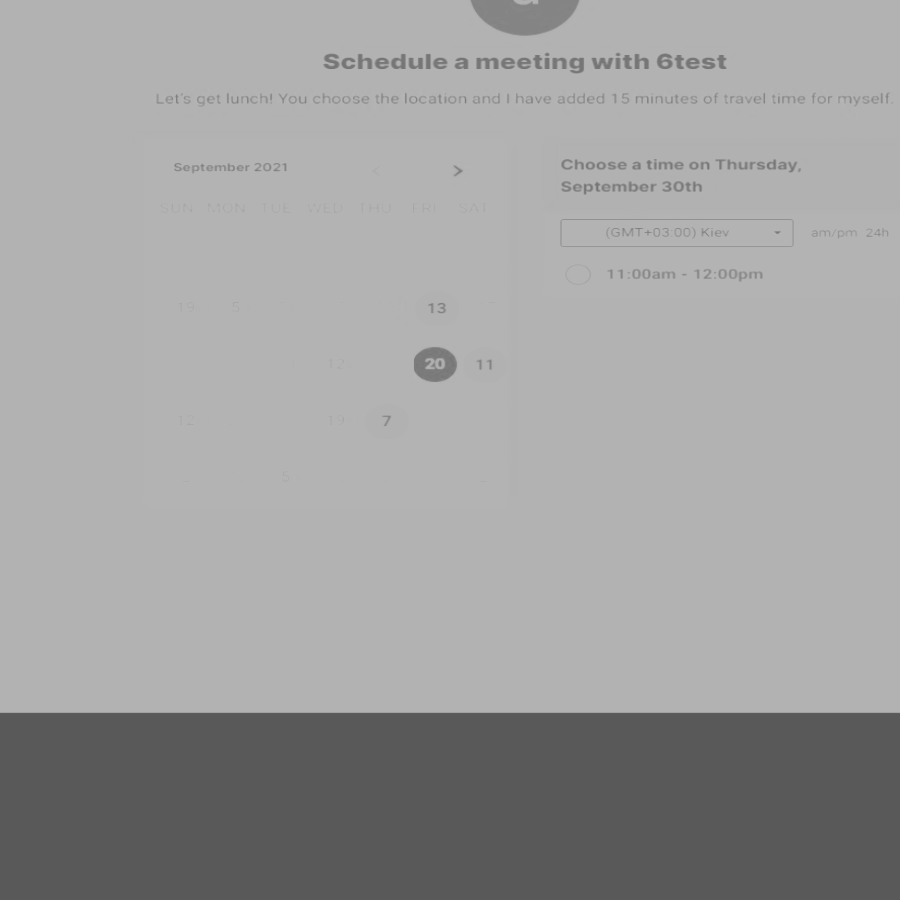 Schedule a meeting with 6test
Let's get lunch! You choose the location and I have added 15 minutes of travel time for myself.
September 2021 < >
SUN MON TUE WED THU FRI SAT
19 5 13
12 20 11
12 19 7
5
Choose a time on Thursday,
September 30th
(GMT+03:00) Kiev am/pm 24h
11:00am - 12:00pm